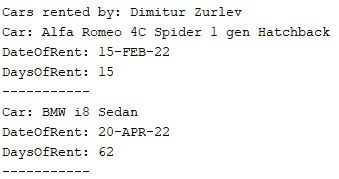 Cars rented by: Dimitur Zurlev
Car: Alfa Romeo 4C Spider 1 gen Hatchback
DateOfRent: 15-FEB-22
DaysOfRent: 15
-----------
Car: BMW i8 Sedan
DateOfRent: 20-APR-22
DaysOfRent: 62
-----------